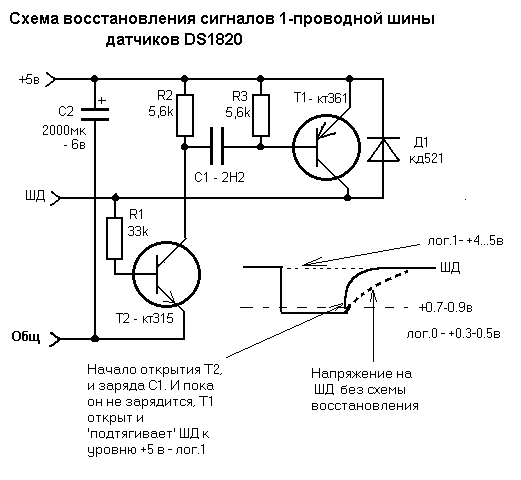 Схема восстановления сигналов 1-проводной шины
датчиков DS1820
+5в
R2
5,6k
R3
5,6k
T1 - кт361
+
C2
2000мк
- 6в
Д1
кд521
C1 - 2H2
ШД
R1
33k
лог.1- +4...5в
ШД
T2 - кт315
+0.7-0.9в
Общ
лог.0 - +0.3-0.5в
Начало открытия Т2,
и заряда С1. И пока
он не зарядится, Т1
открыт и
'подтягивает' ШД к
уровню +5 в - лог.1
Напряжение на
ШД без схемы
восстановления